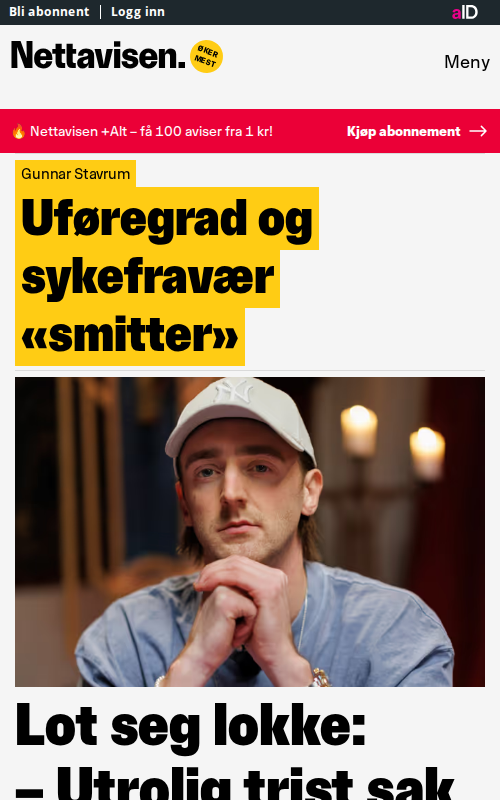 Bli abonnent | Logg inn
aID
Nettavisen.
ØKER
MEST
Meny
🔥 Nettavisen +Alt – få 100 aviser fra 1 kr!
Kjøp abonnement →
Gunnar Stavrum
Uføregrad og
sykefravær
«smitter»
NY
Lot seg lokke:
– Utrolig trist sak